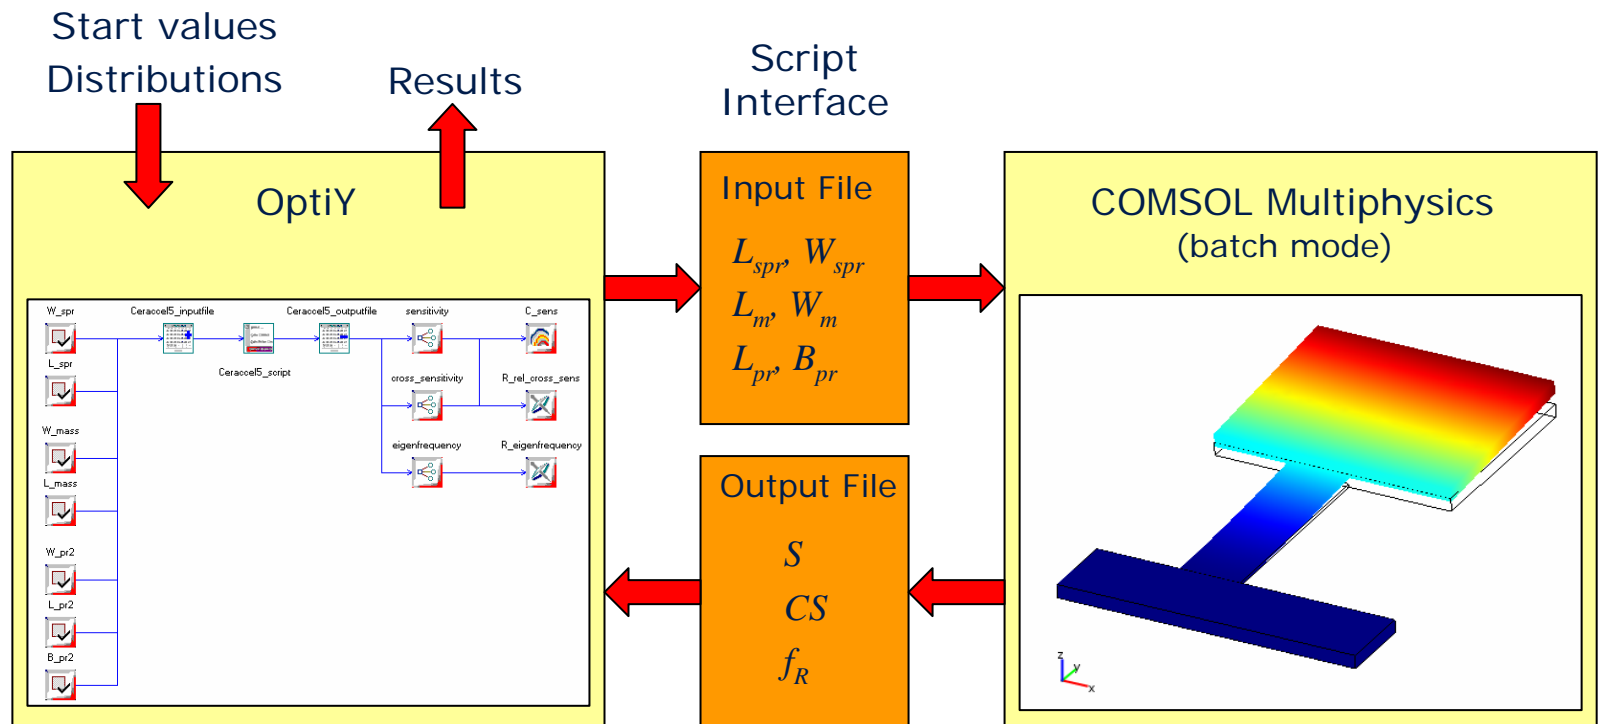 Start values
Distributions
Results
Script
Interface
OptiY
W_spr
Ceraccel5_inputfile
Ceraccel5_outputfile
sensitivity
C_sens
L_spr
Ceraccel5_script
cross_sensitivity
R_rel_cross_sens
W_mass
eigenfrequency
R_eigenfrequency
L_mass
W_pr2
L_pr2
B_pr2
Input File
L_spr, W_spr
L_m, W_m
L_pr, B_pr
Output File
S
CS
f_R
COMSOL Multiphysics
(batch mode)
z
y
x